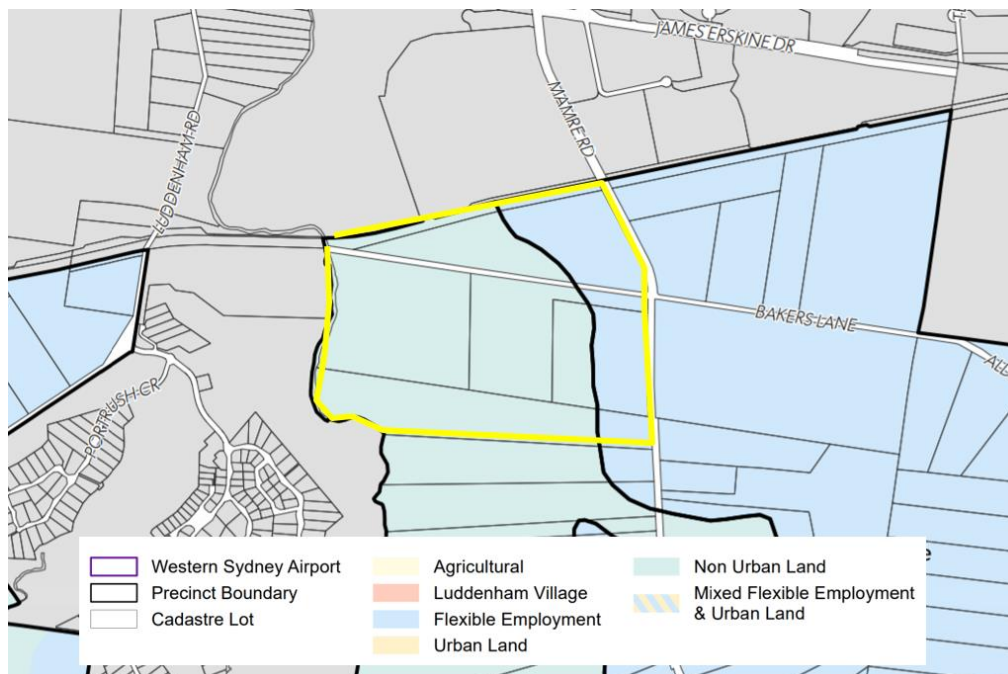 JAMES ERSKINE DR
LUDDENHAM RD
MAMRE RD
BAKERS LANE
PORTRUSH CR
Western Sydney Airport
Precinct Boundary
Cadastre Lot
Agricultural
Luddenham Village
Flexible Employment
Urban Land
Non Urban Land
Mixed Flexible Employment
& Urban Land